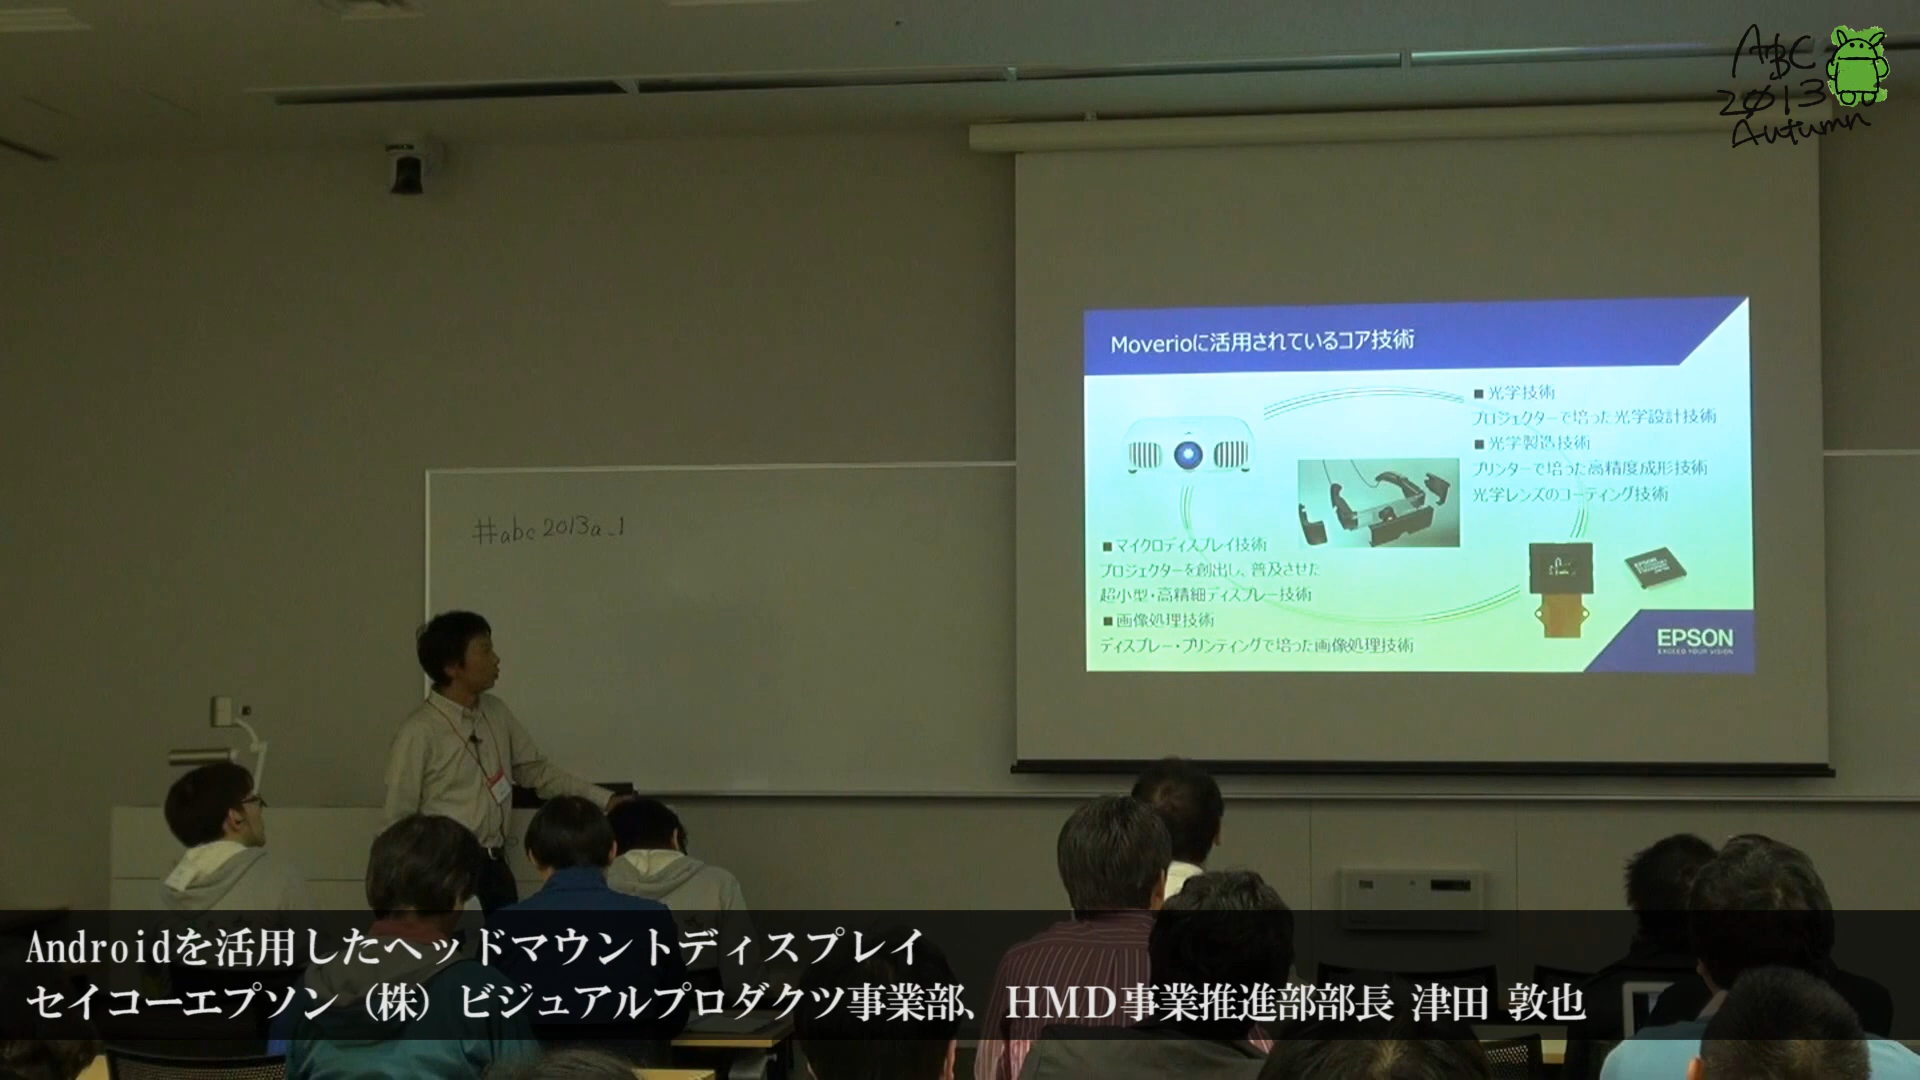 ABC
2013
Autumn
#abc2013a_1
Moverioに活用されているコア技術
■光学技術
プロジェクターで培った光学設計技術
■光学製造技術
プリンターで培った高精度成形技術
光学レンズのコーティング技術
■マイクロディスプレイ技術
プロジェクターを創出し、普及させた
超小型・高精細ディスプレー技術
■画像処理技術
ディスプレー・プリンティングで培った画像処理技術
EPSON
EPSON
EXCEED YOUR VISION
Androidを活用したヘッドマウントディスプレイ
セイコーエプソン（株）ビジュアルプロダクツ事業部、HMD事業推進部部長 津田 敦也